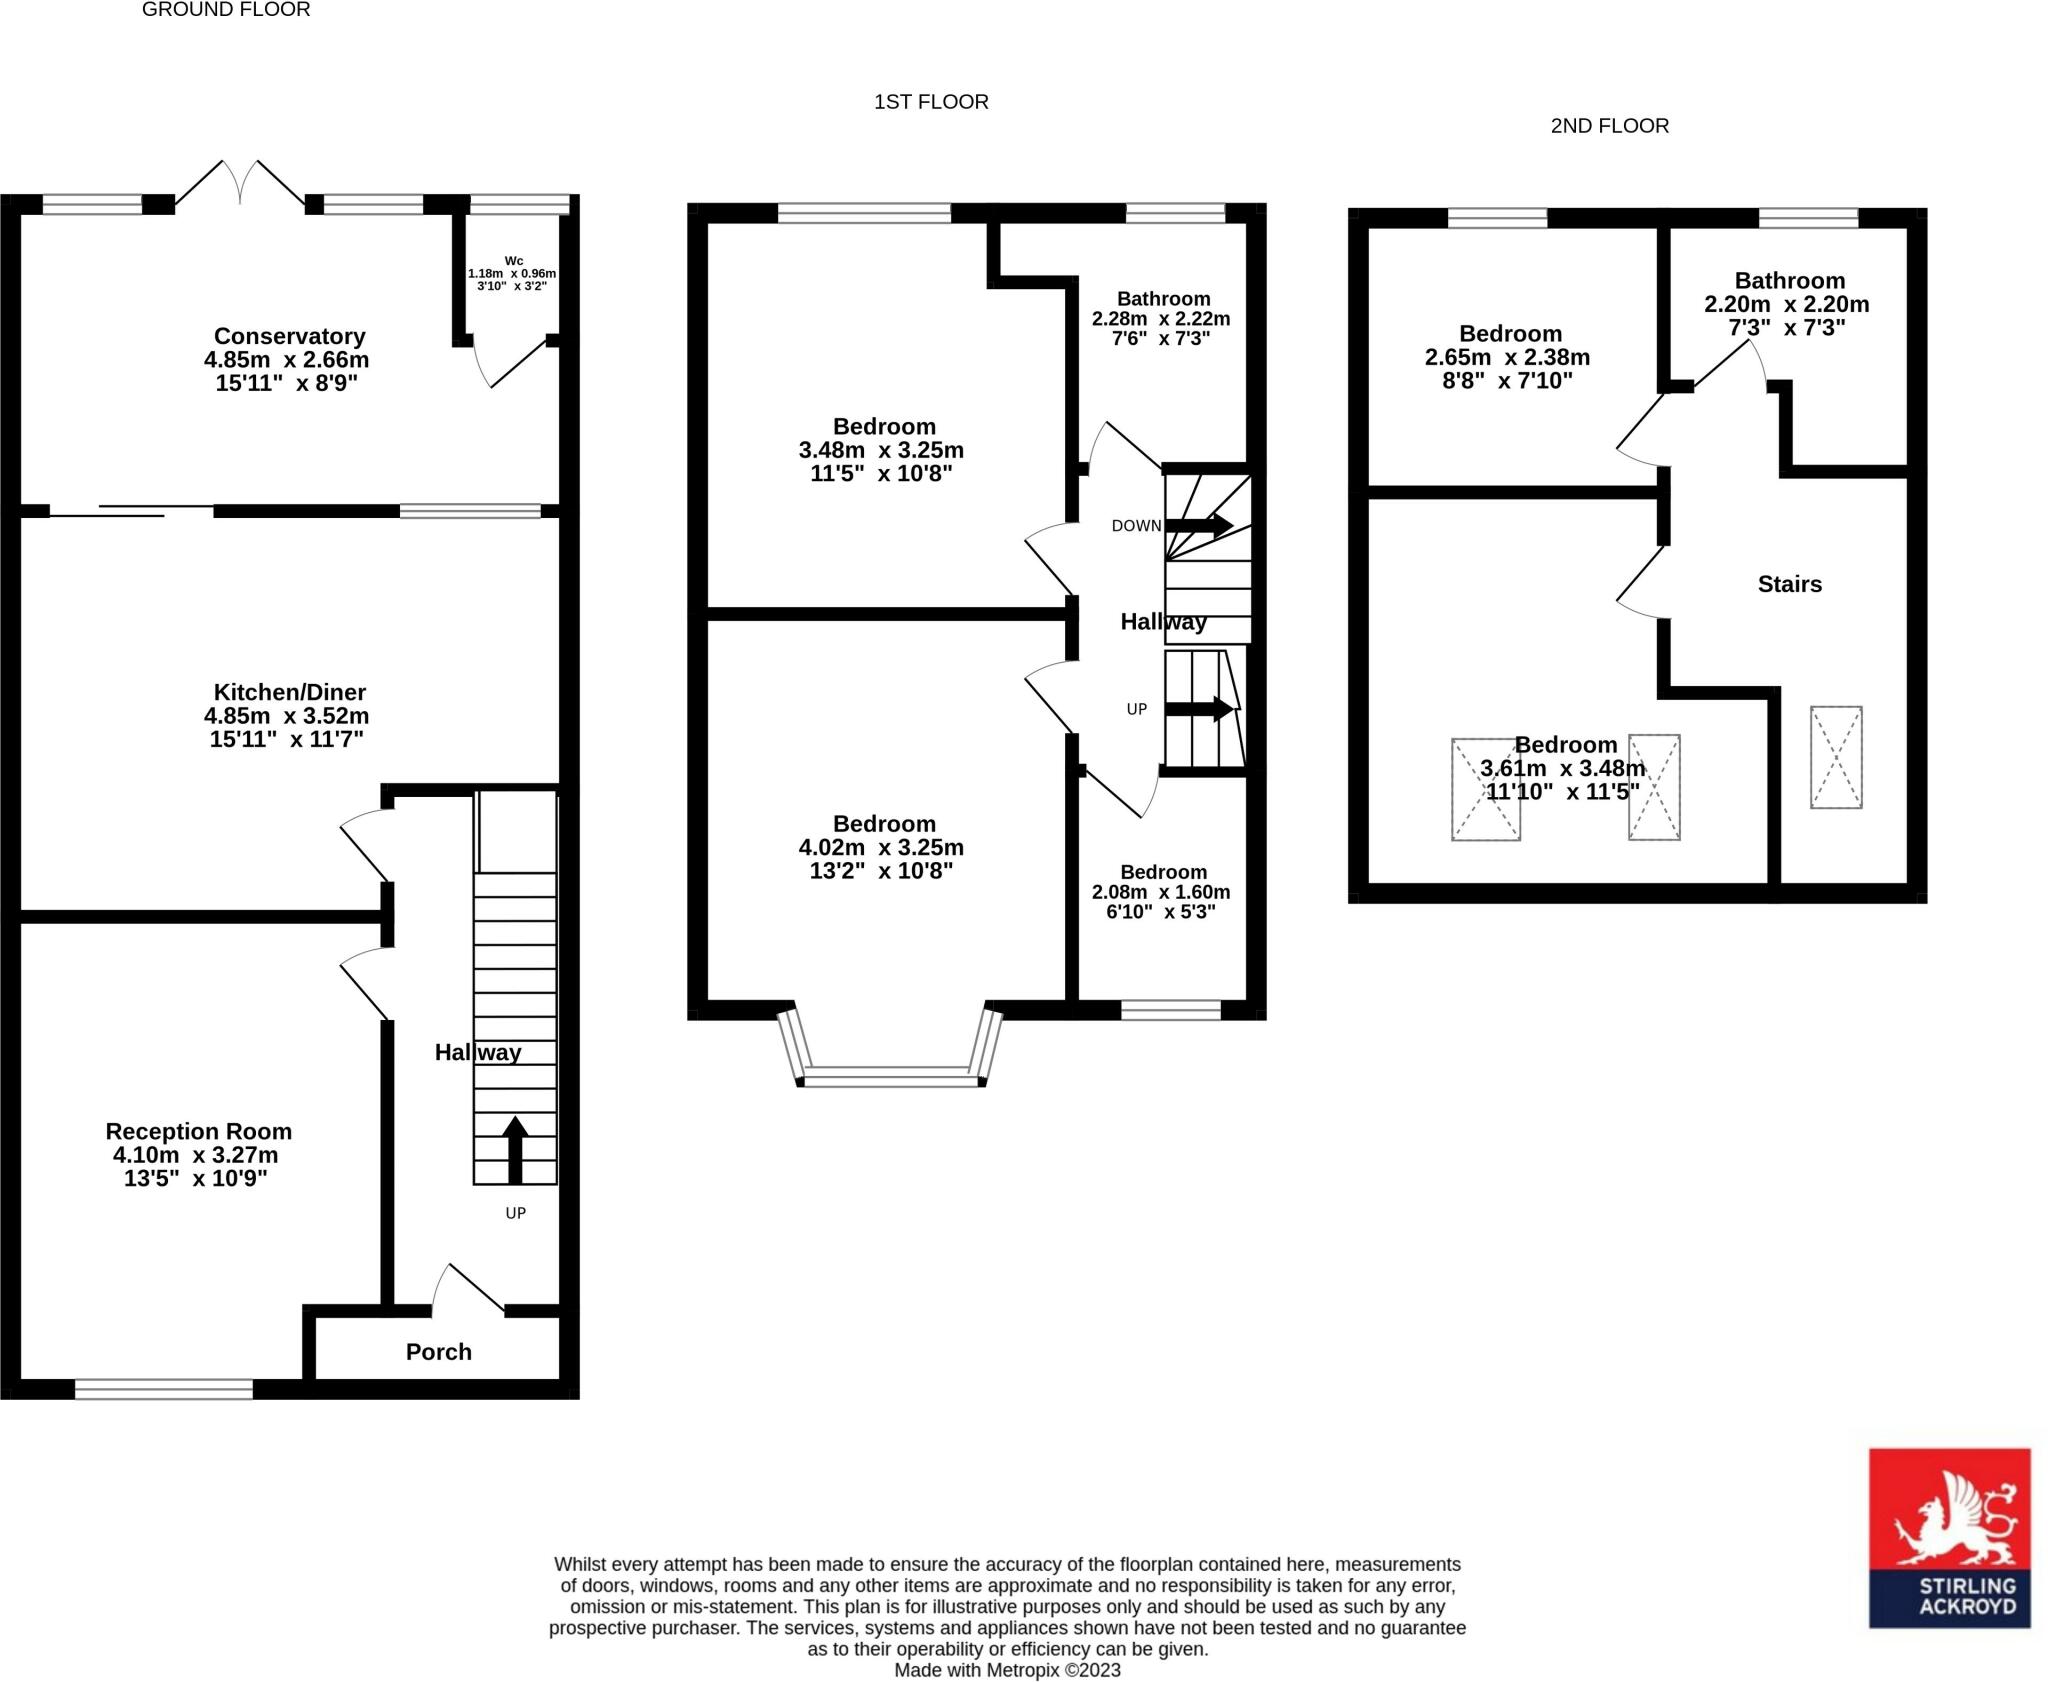 GROUND FLOOR
Wc
1.18m x 0.96m
3'10" x 3'2"
Conservatory
4.85m x 2.66m
15'11" x 8'9"
Kitchen/Diner
4.85m x 3.52m
15'11" x 11'7"
Hallway
Reception Room
4.10m x 3.27m
13'5" x 10'9"
UP
Porch
1ST FLOOR
Bathroom
2.28m x 2.22m
7'6" x 7'3"
Bedroom
3.48m x 3.25m
11'5" x 10'8"
DOWN
Hallway
UP
Bedroom
4.02m x 3.25m
13'2" x 10'8"
Bedroom
2.08m x 1.60m
6'10" x 5'3"
2ND FLOOR
Bathroom
2.20m x 2.20m
7'3" x 7'3"
Bedroom
2.65m x 2.38m
8'8" x 7'10"
Stairs
Bedroom
3.61m x 3.48m
11'10" x 11'5"
Whilst every attempt has been made to ensure the accuracy of the floorplan contained here, measurements
of doors, windows, rooms and any other items are approximate and no responsibility is taken for any error,
omission or mis-statement. This plan is for illustrative purposes only and should be used as such by any
prospective purchaser. The services, systems and appliances shown have not been tested and no guarantee
as to their operability or efficiency can be given.
Made with Metropix ©2023
STIRLING
ACKROYD